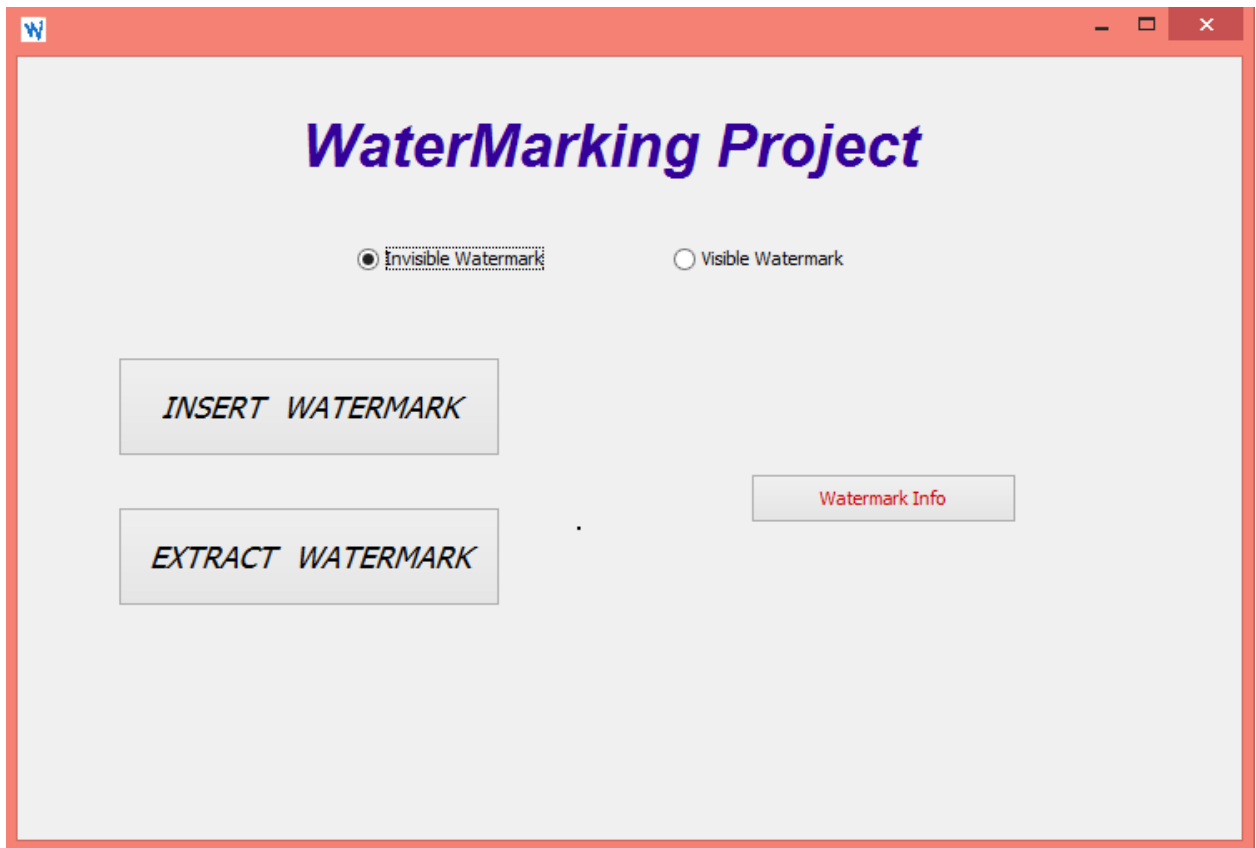 W
WaterMarking Project
Invisible Watermark Visible Watermark
INSERT WATERMARK
Watermark Info
EXTRACT WATERMARK
.